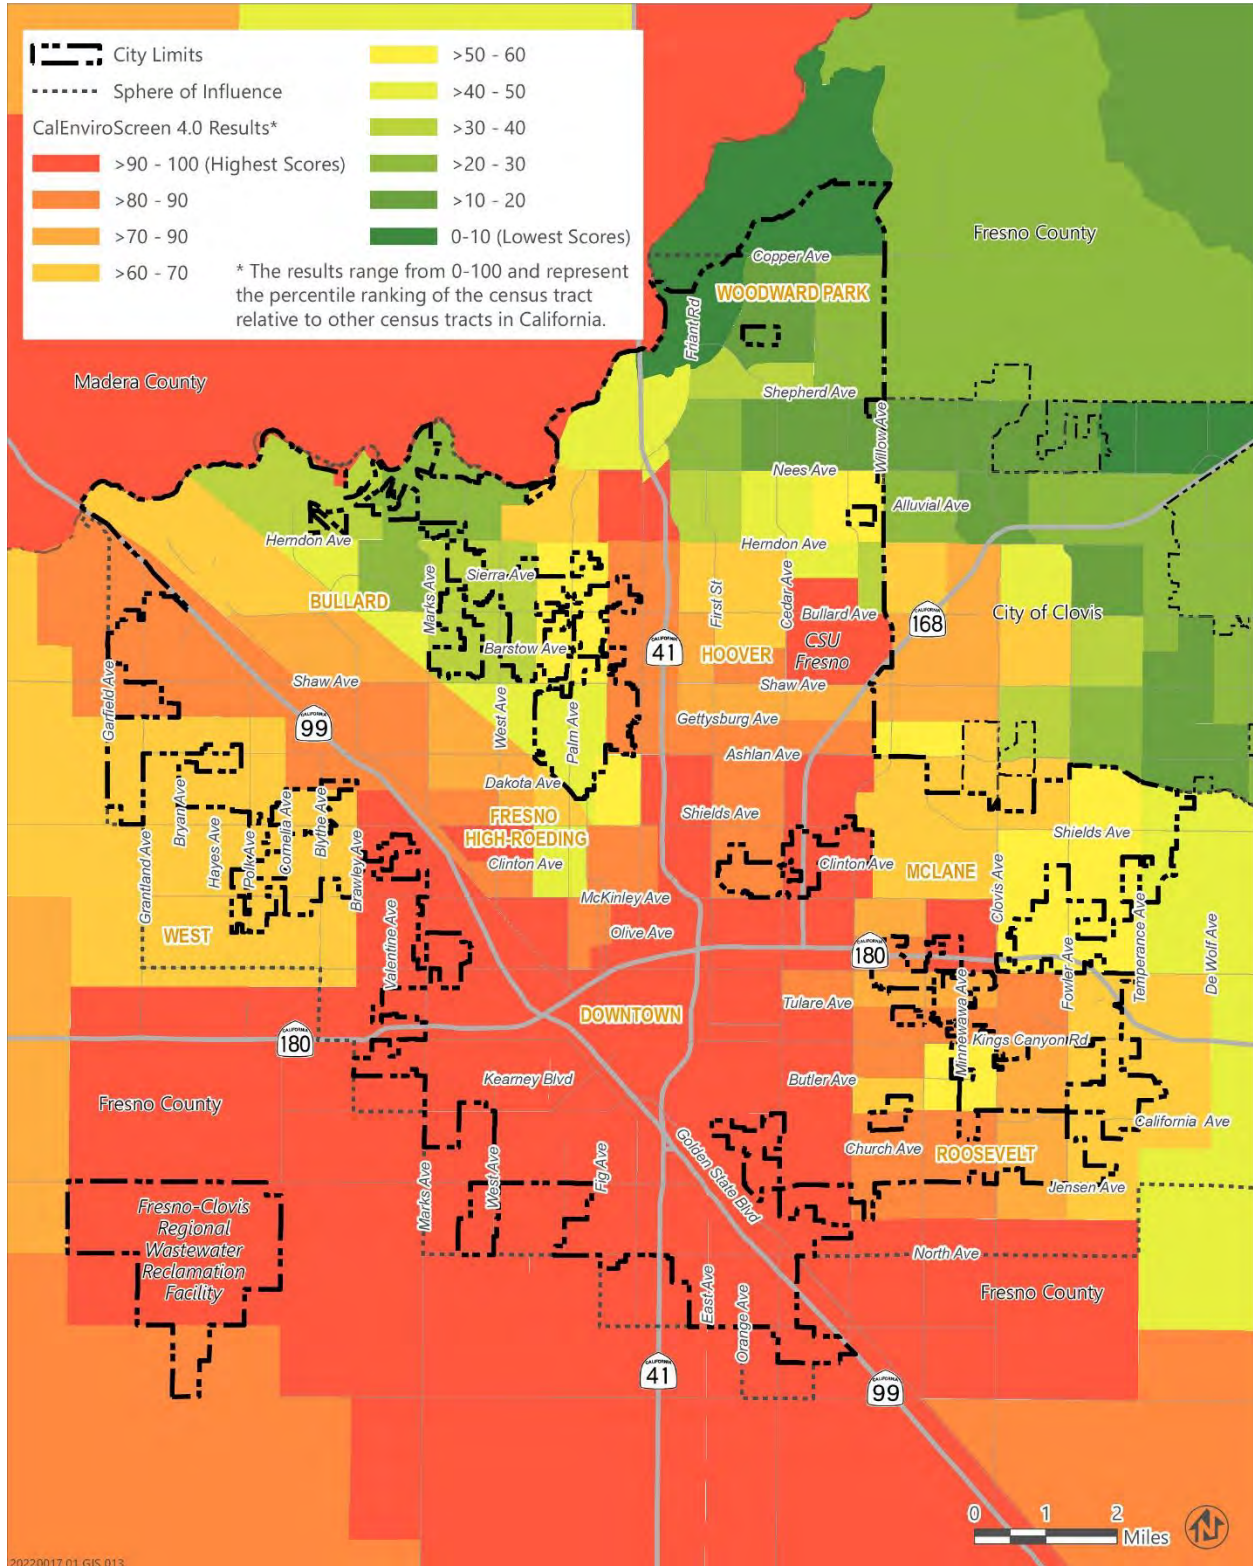 City Limits
Sphere of Influence
CalEnviroScreen 4.0 Results*
>90 - 100 (Highest Scores)
>80 - 90
>70 - 90
>60 - 70
>50 - 60
>40 - 50
>30 - 40
>20 - 30
>10 - 20
0-10 (Lowest Scores)
* The results range from 0-100 and represent
the percentile ranking of the census tract
relative to other census tracts in California.
Fresno County
Copper Ave
WOODWARD PARK
Friant Rd
Madera County
Shepherd Ave
Willow Ave
Nees Ave
Alluvial Ave
Herndon Ave
Herndon Ave
Sierra Ave
Marks Ave
BULLARD
First St
Cedar Ave
Bullard Ave
CALIFORNIA
168
City of Clovis
Barstow Ave
CALIFORNIA
41
HOOVER
CSU
Fresno
Garfield Ave
Shaw Ave
Shaw Ave
West Ave
Palm Ave
Gettysburg Ave
CALIFORNIA
99
Ashlan Ave
Dakota Ave
FRESNO
HIGH-ROEDING
Shields Ave
Shields Ave
Grantland Ave
Bryan Ave
Hayes Ave
Polk Ave
Cornelia Ave
Blythe Ave
Brawley Ave
Clinton Ave
Clinton Ave
MCLANE
Clovis Ave
McKinley Ave
WEST
Valentine Ave
Olive Ave
CALIFORNIA
180
Minnewawa Ave
Fowler Ave
Temperance Ave
De Wolf Ave
DOWNTOWN
Tulare Ave
CALIFORNIA
180
Kings Canyon Rd
Kearney Blvd
Butler Ave
Fresno County
California Ave
Golden State Blvd
Church Ave
ROOSEVELT
Marks Ave
West Ave
Fig Ave
Jensen Ave
Fresno-Clovis
Regional
Wastewater
Reclamation
Facility
North Ave
East Ave
Orange Ave
Fresno County
CALIFORNIA
41
CALIFORNIA
99
0 1 2
Miles
N
20220017.01 GIS 013